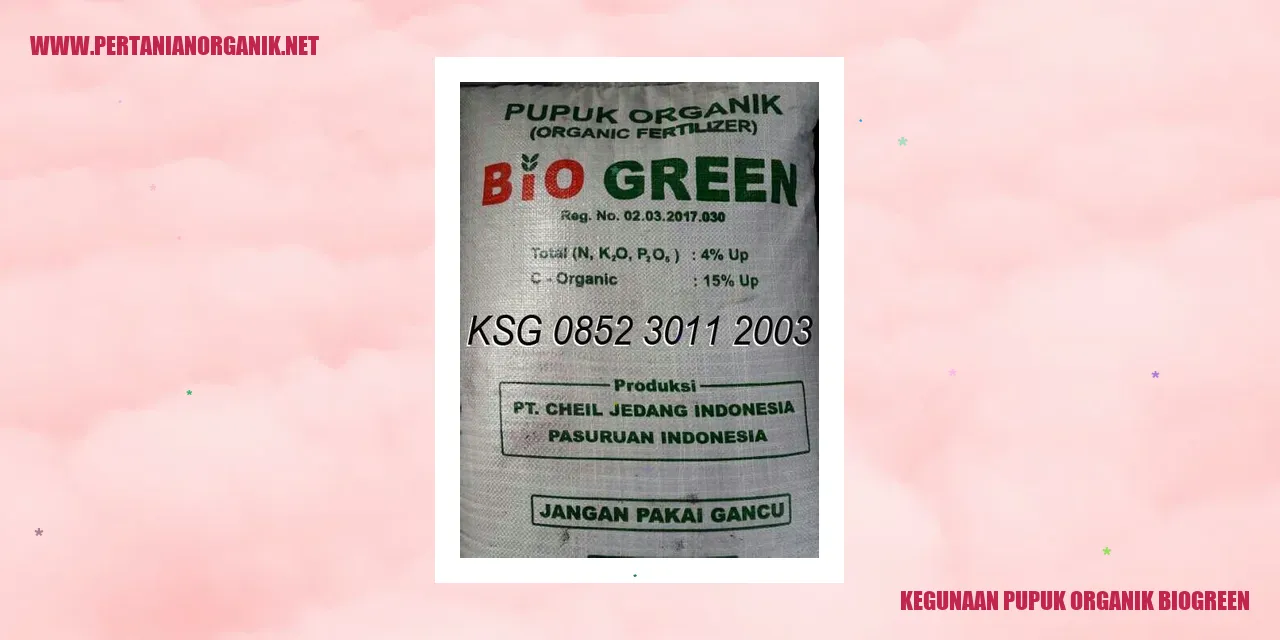 WWW.PERTANIANORGANIK.NET
PUPUK ORGANIK
(ORGANIC FERTILIZER)
BiO GREEN
Reg. No. 02.03.2017.030
Total (N, K₂O, P₂O₅) : 4% Up
C - Organic : 15% Up
KSG 0852 3011 2003
Produksi
PT. CHEIL JEDANG INDONESIA
PASURUAN INDONESIA
JANGAN PAKAI GANCU
KEGUNAAN PUPUK ORGANIK BIOGREEN